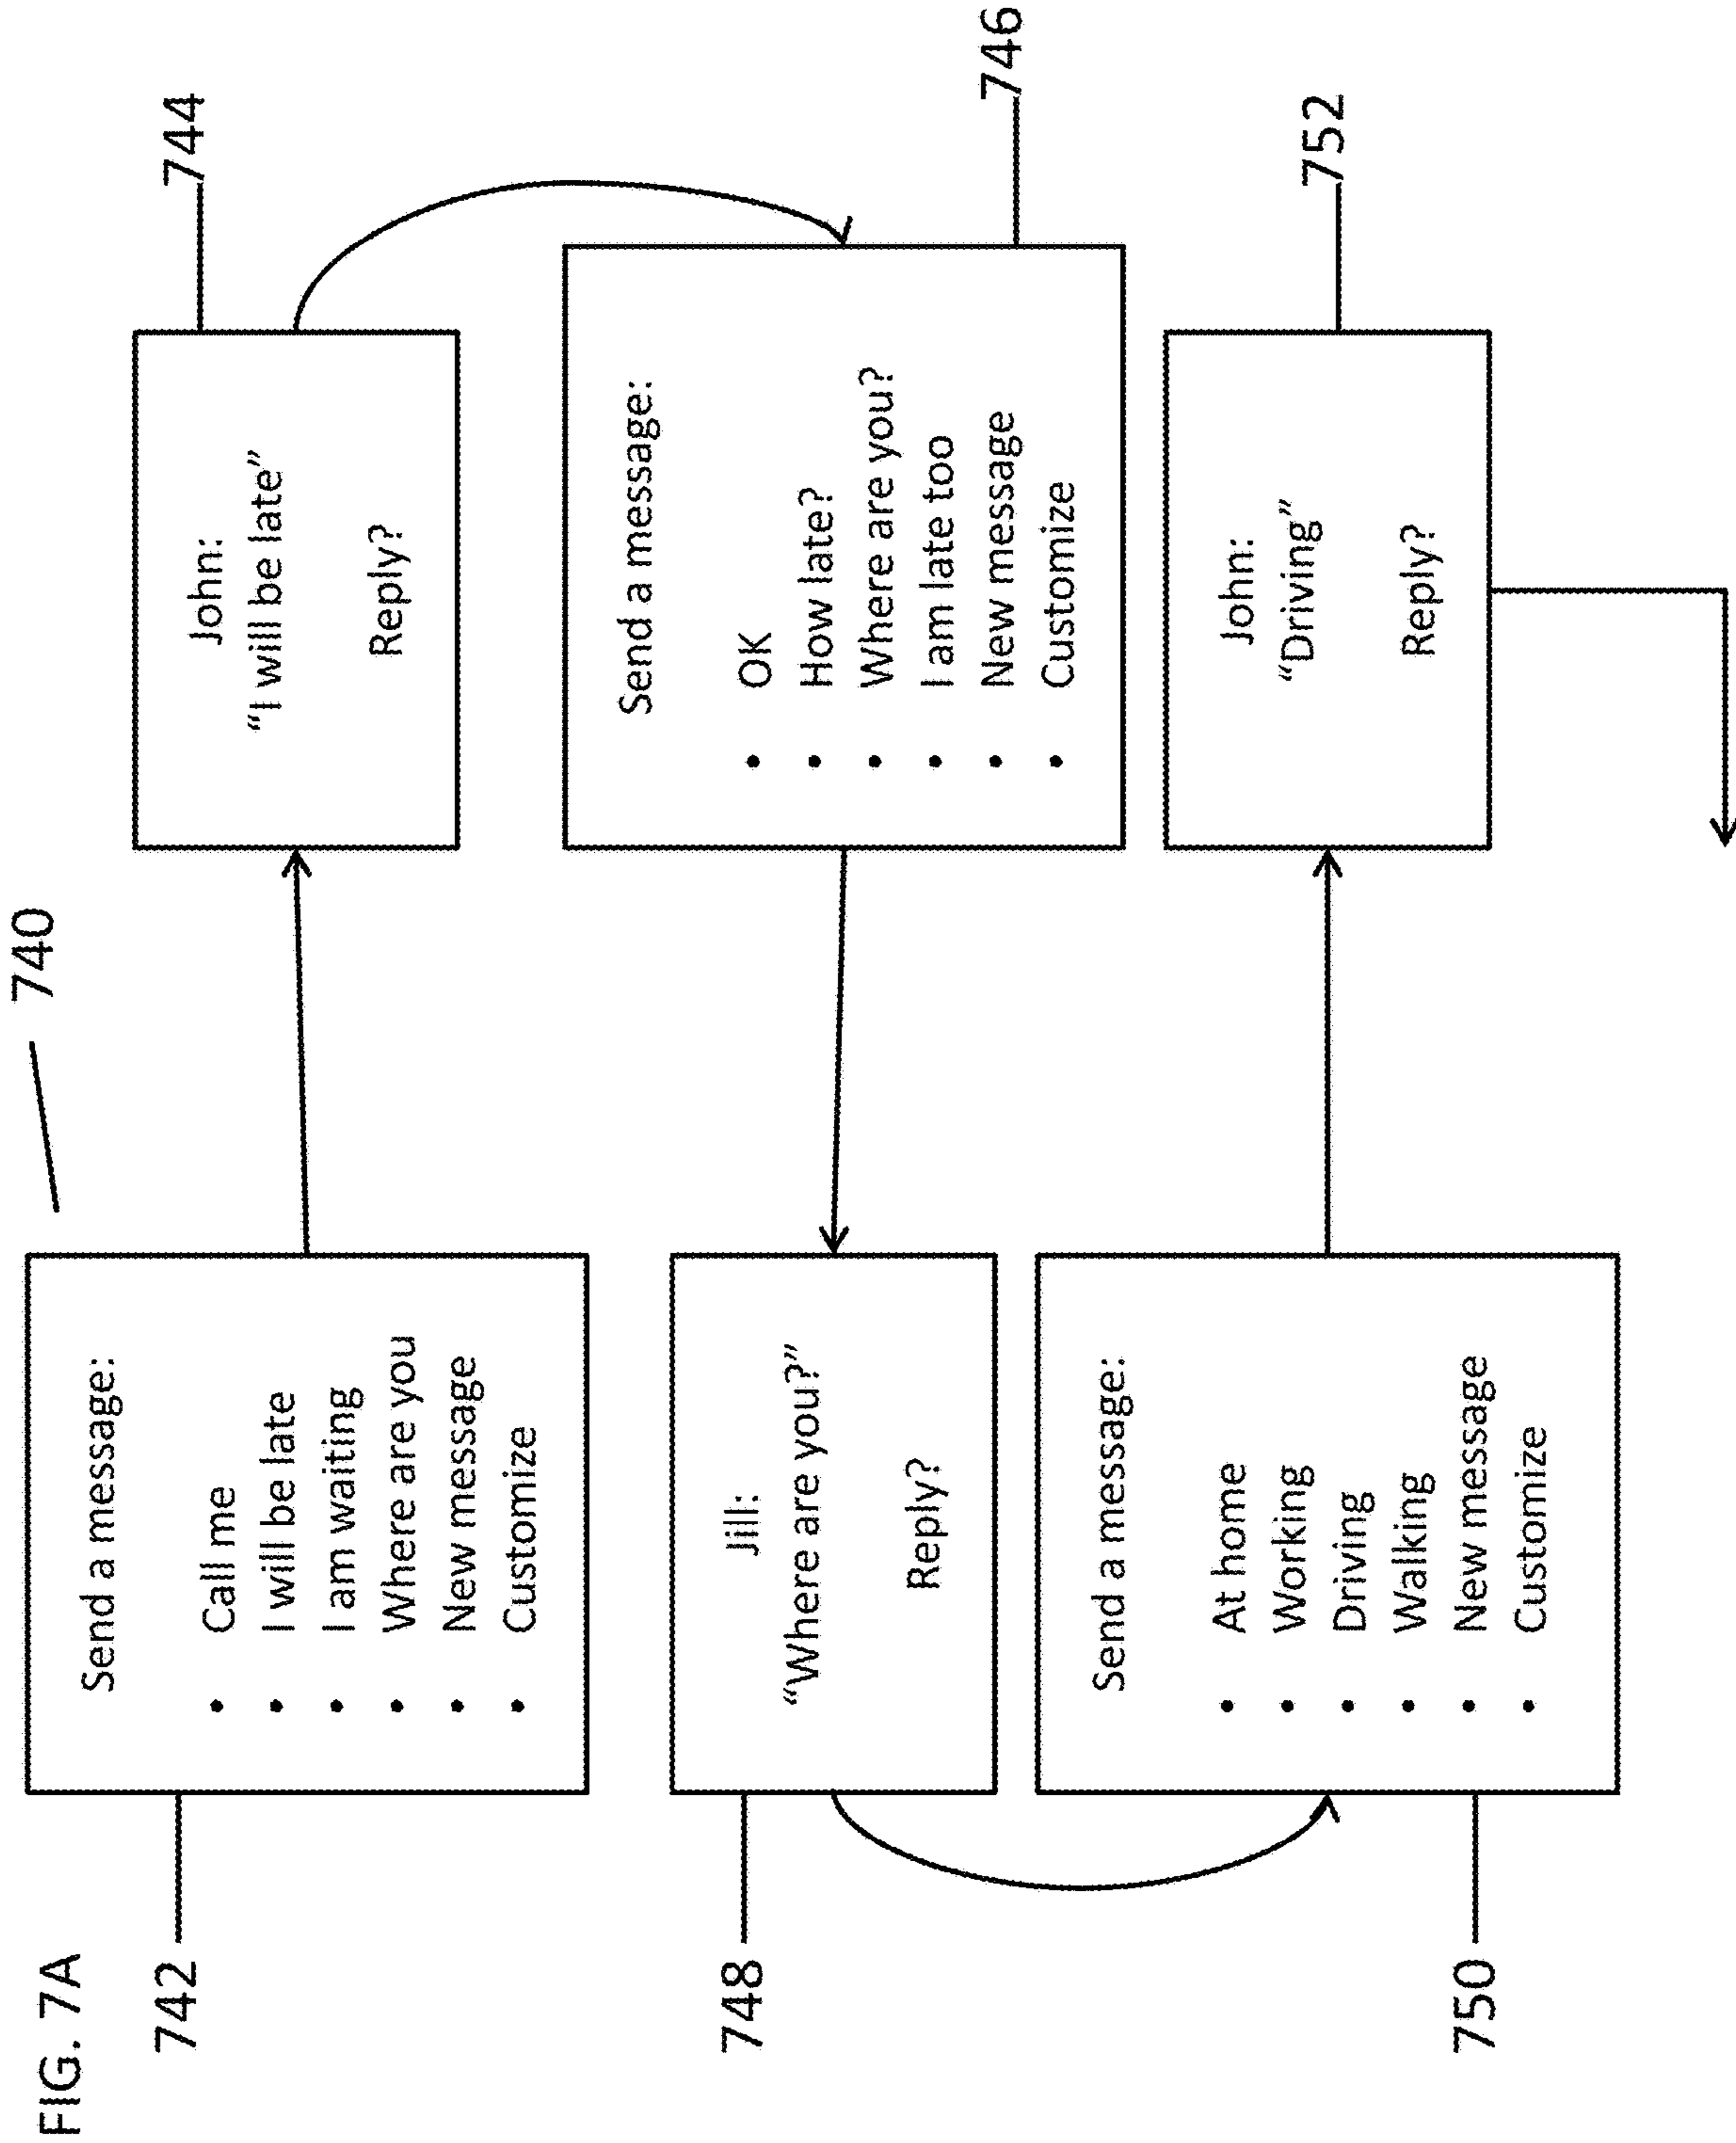 FIG. 7A
740
742
Send a message:
• Call me
• I will be late
• I am waiting
• Where are you
• New message
• Customize
744
John:
“I will be late”
Reply?
746
Send a message:
• OK
• How late?
• Where are you?
• I am late too
• New message
• Customize
748
Jill:
“Where are you?”
Reply?
750
Send a message:
• At home
• Working
• Driving
• Walking
• New message
• Customize
752
John:
“Driving”
Reply?